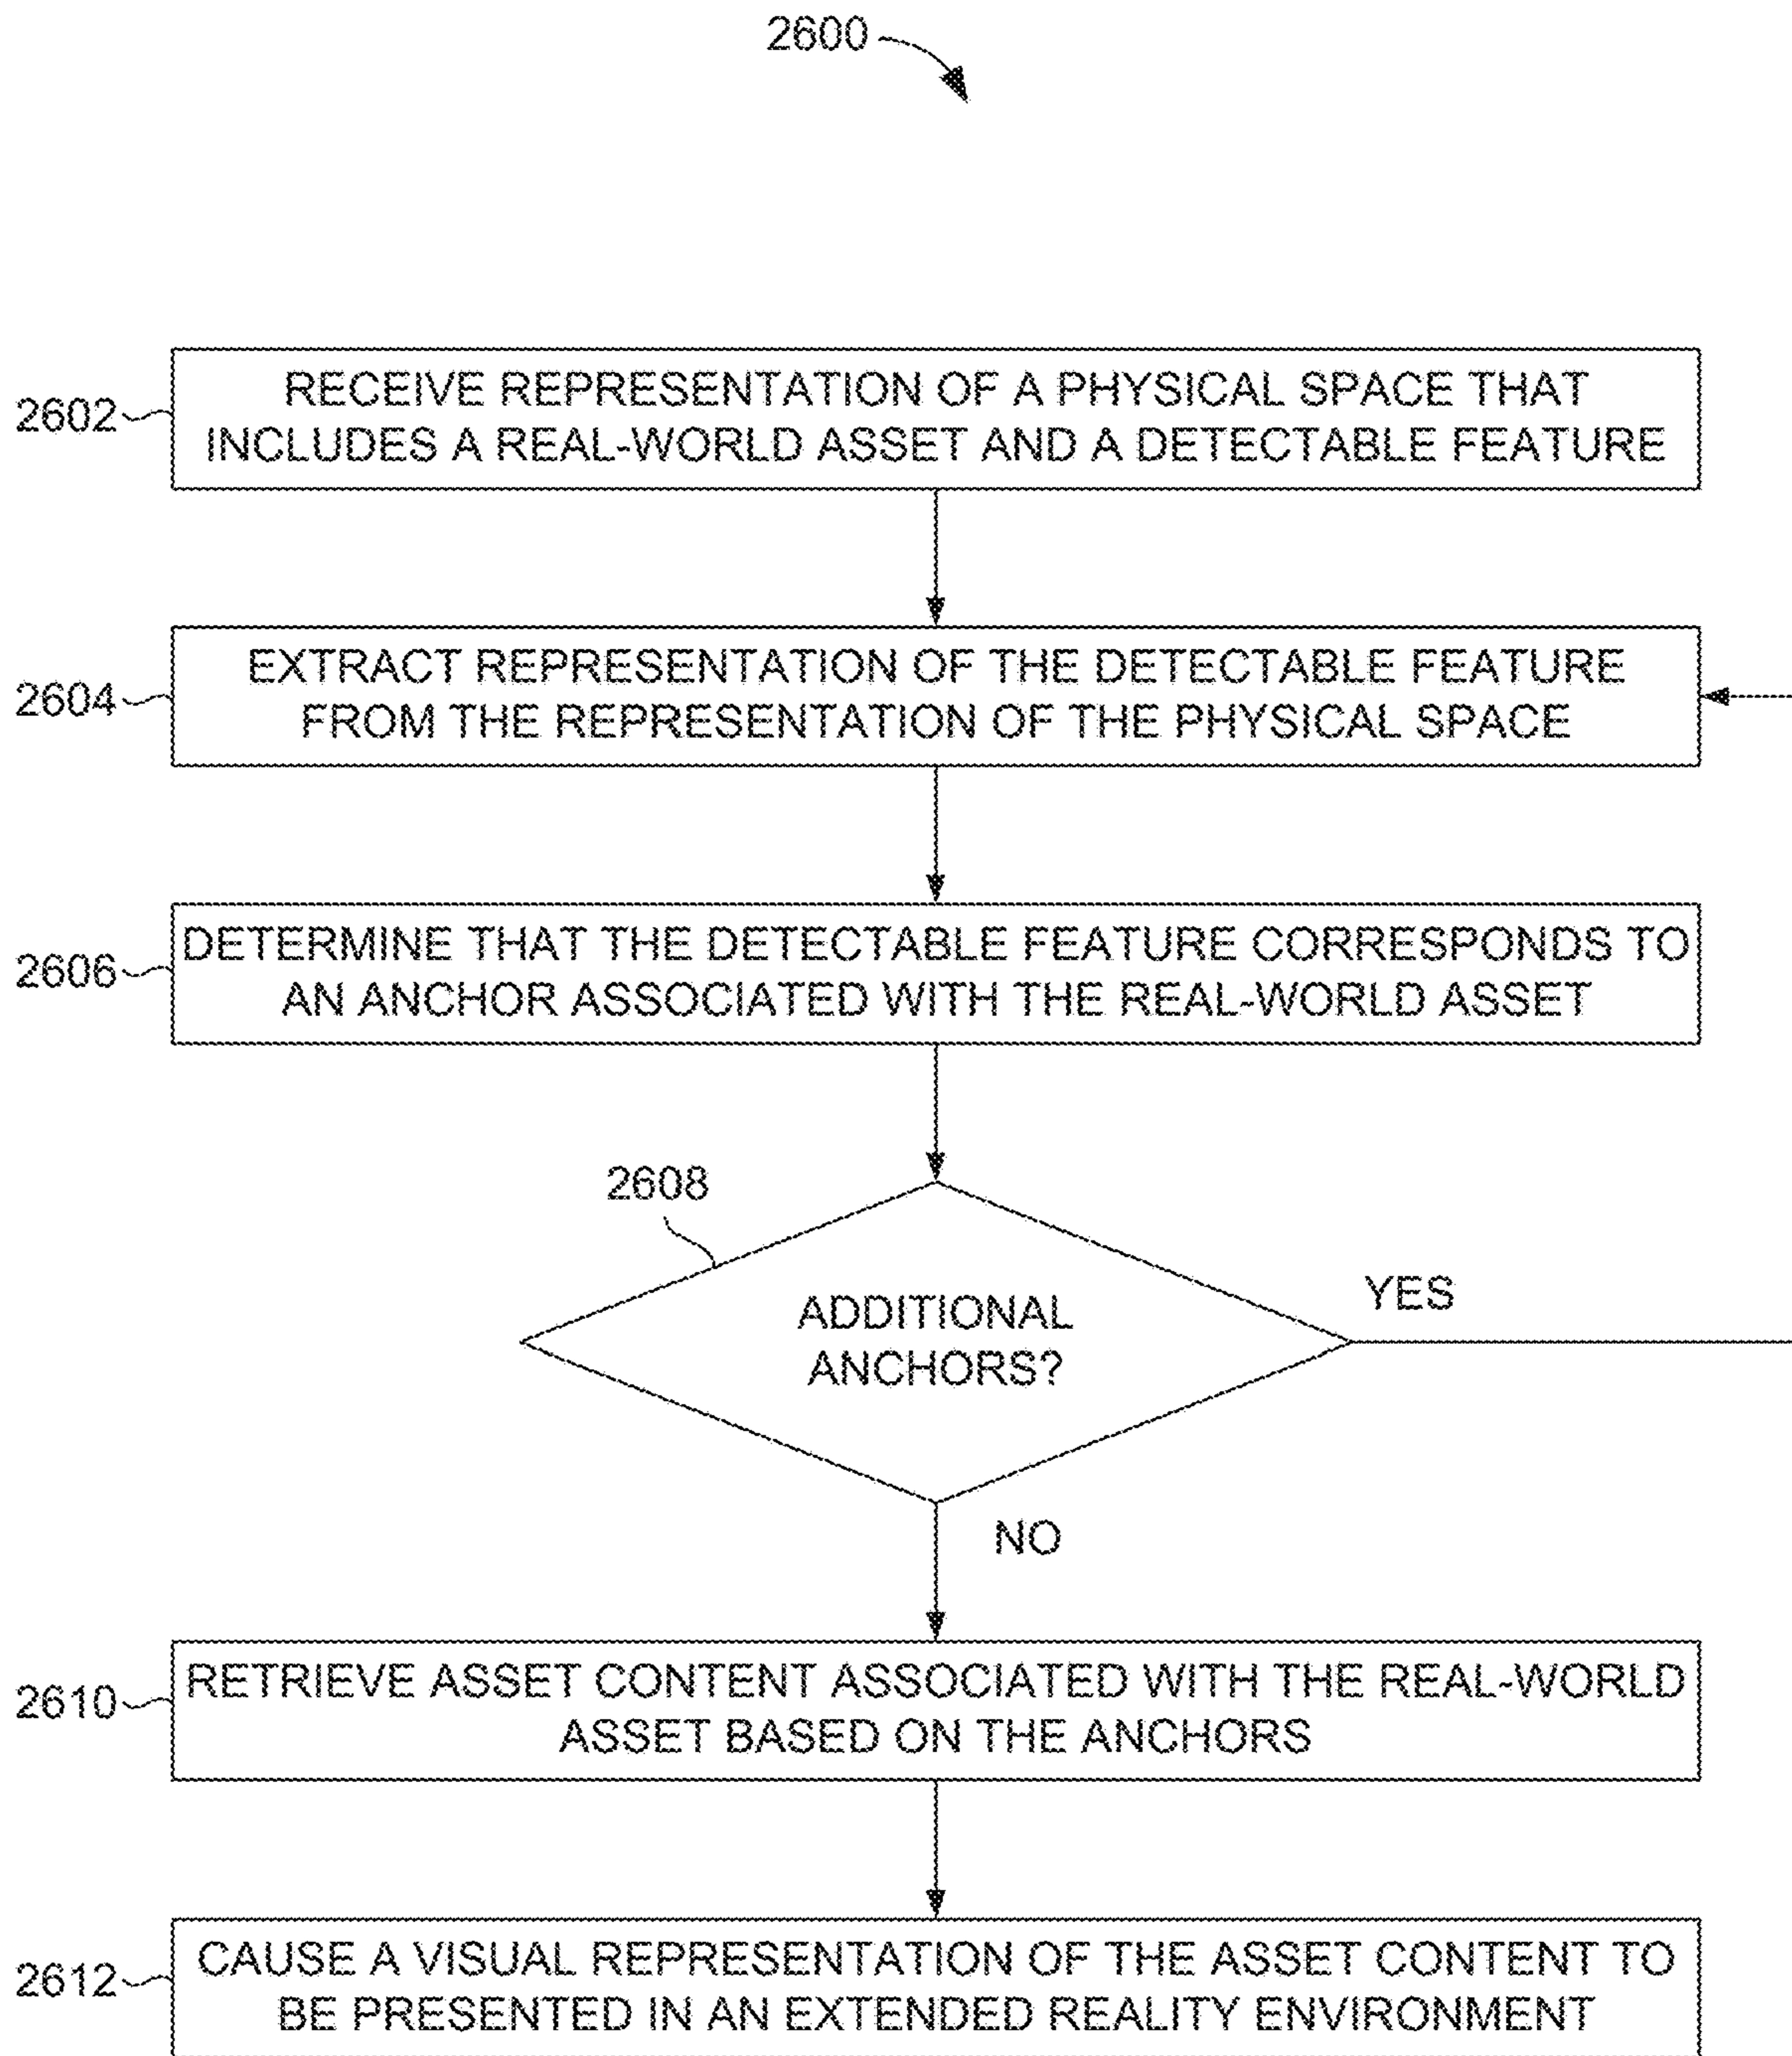 2600
2602
RECEIVE REPRESENTATION OF A PHYSICAL SPACE THAT
INCLUDES A REAL-WORLD ASSET AND A DETECTABLE FEATURE
2604
EXTRACT REPRESENTATION OF THE DETECTABLE FEATURE
FROM THE REPRESENTATION OF THE PHYSICAL SPACE
2606
DETERMINE THAT THE DETECTABLE FEATURE CORRESPONDS TO
AN ANCHOR ASSOCIATED WITH THE REAL-WORLD ASSET
2608
ADDITIONAL
ANCHORS?
YES
NO
2610
RETRIEVE ASSET CONTENT ASSOCIATED WITH THE REAL-WORLD
ASSET BASED ON THE ANCHORS
2612
CAUSE A VISUAL REPRESENTATION OF THE ASSET CONTENT TO
BE PRESENTED IN AN EXTENDED REALITY ENVIRONMENT